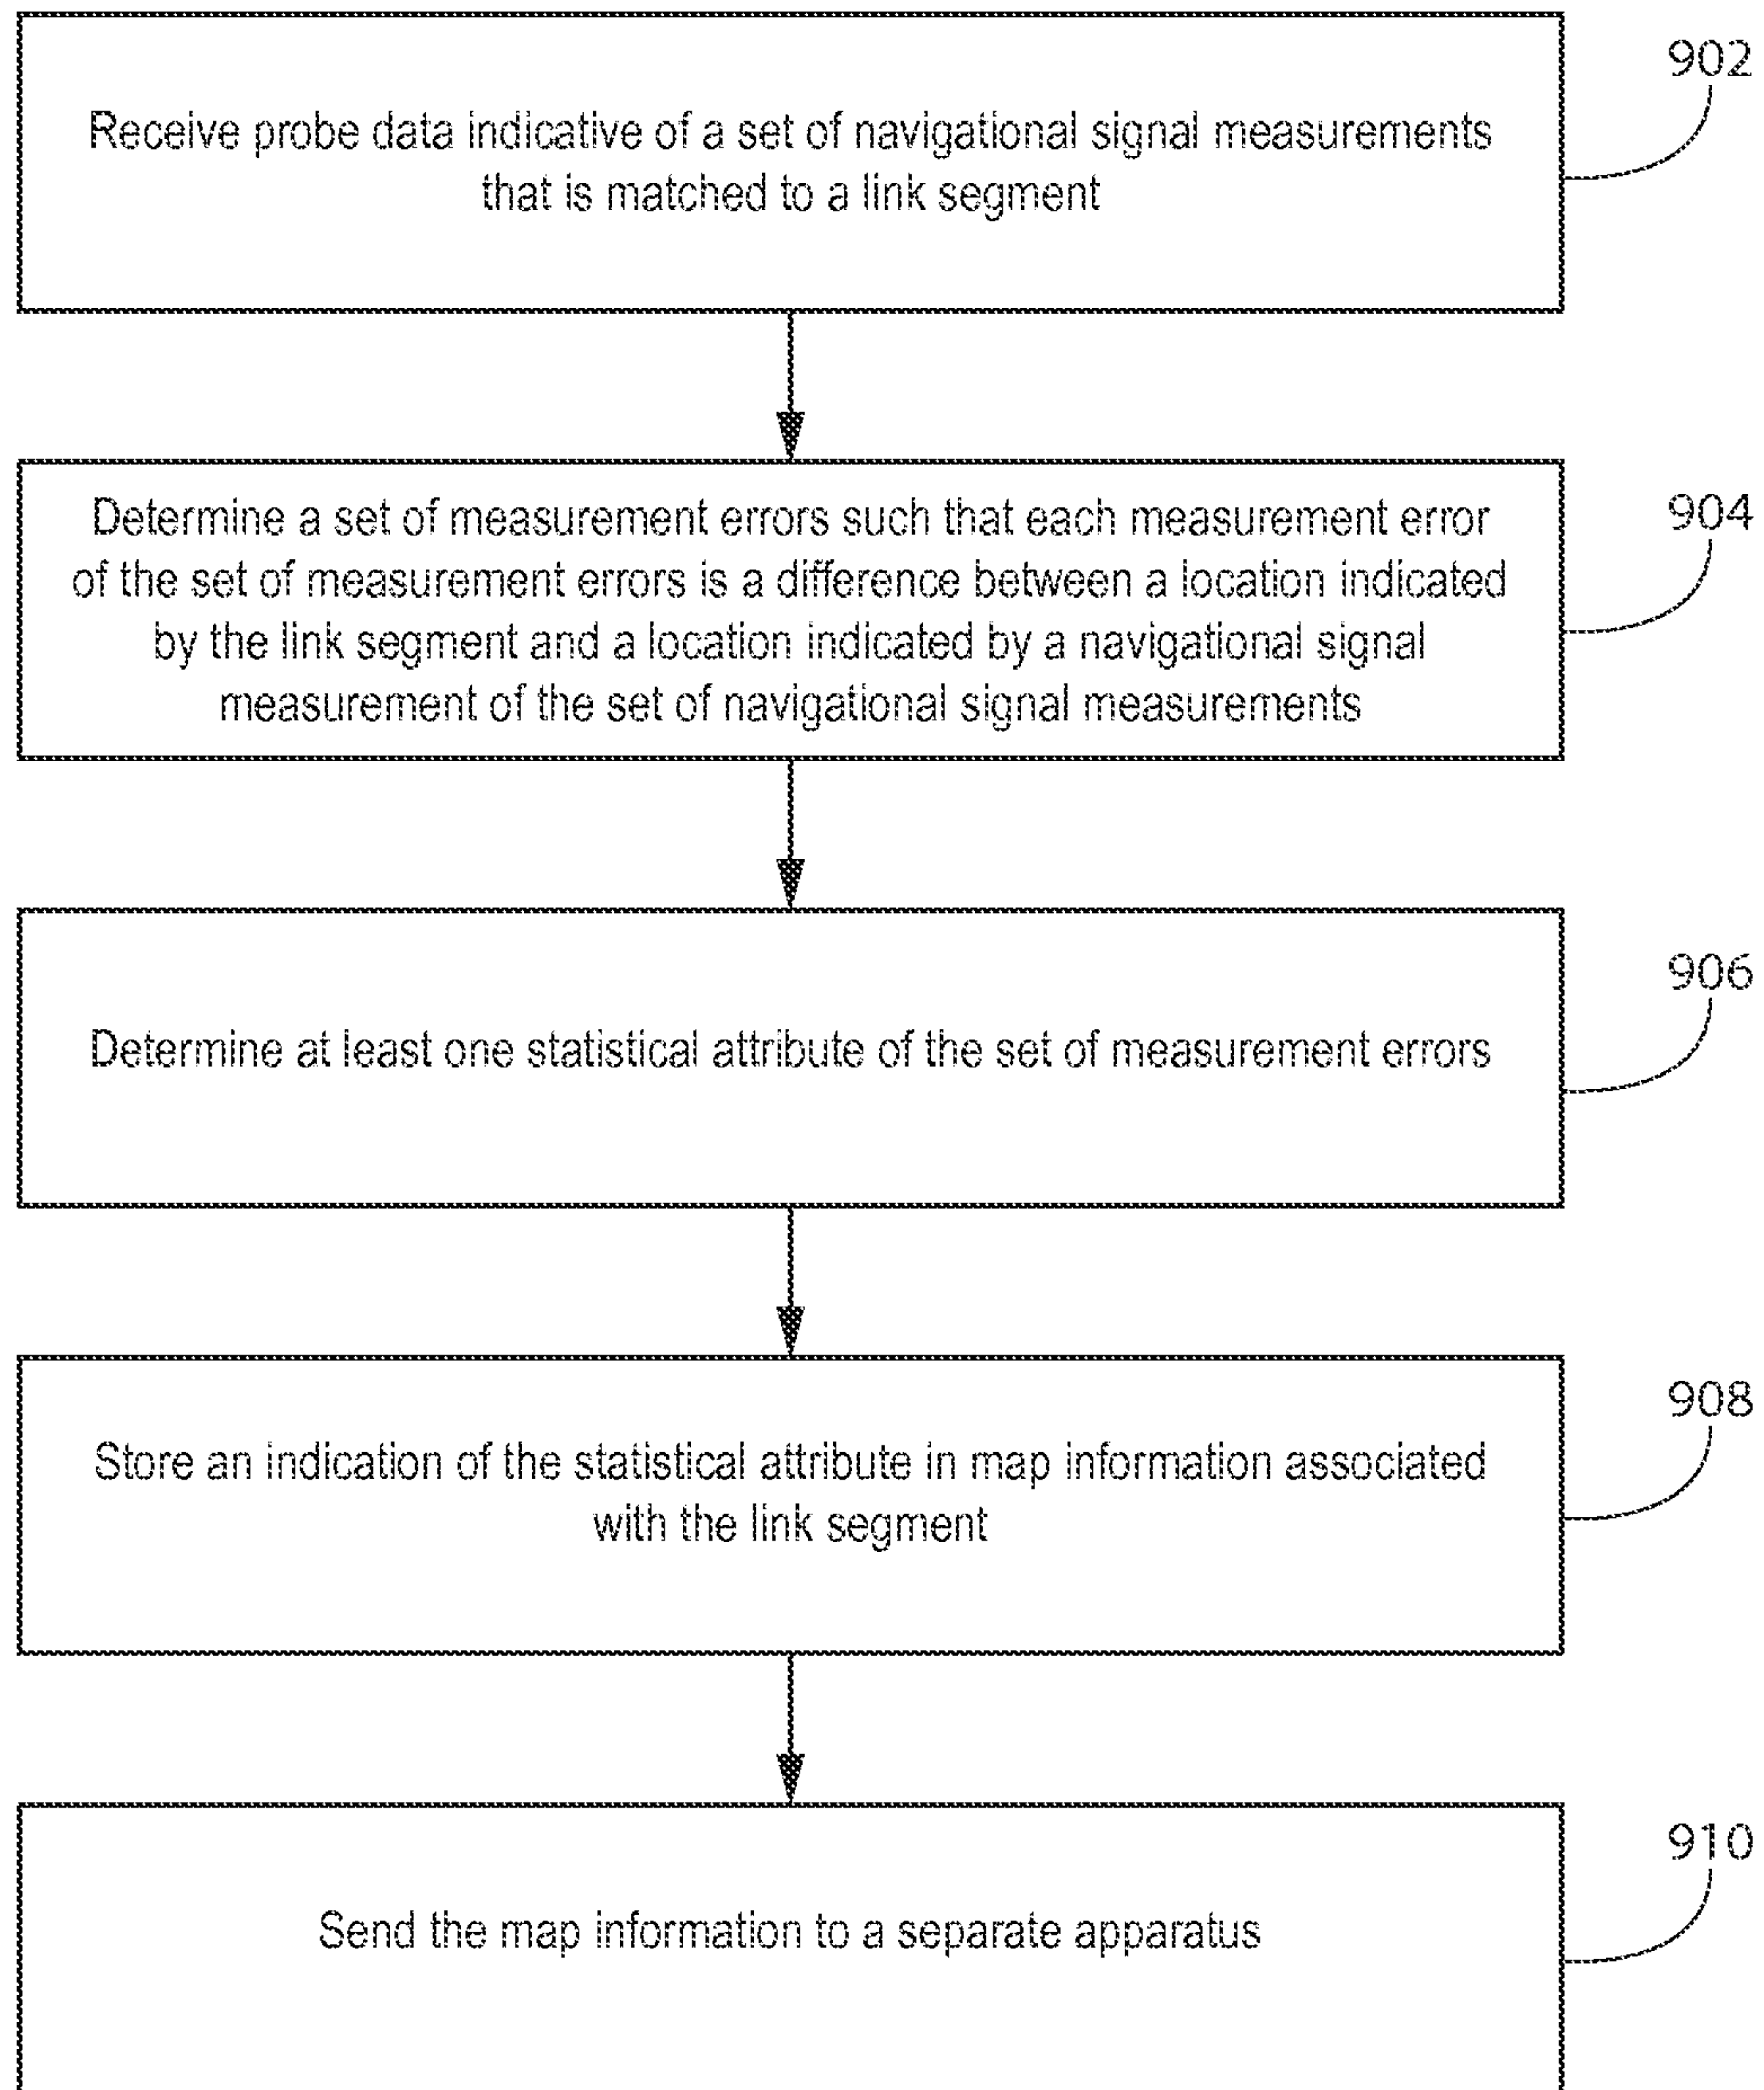 902
Receive probe data indicative of a set of navigational signal measurements
that is matched to a link segment
904
Determine a set of measurement errors such that each measurement error
of the set of measurement errors is a difference between a location indicated
by the link segment and a location indicated by a navigational signal
measurement of the set of navigational signal measurements
906
Determine at least one statistical attribute of the set of measurement errors
908
Store an indication of the statistical attribute in map information associated
with the link segment
910
Send the map information to a separate apparatus